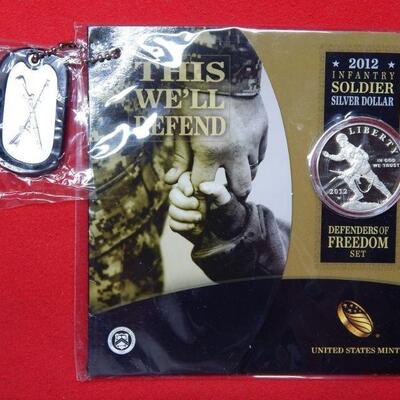 THIS
WE'LL
DEFEND
2012
INFANTRY
SOLDIER
SILVER DOLLAR
LIBERTY
IN GOD
WE TRUST
2012
DEFENDERS OF
FREEDOM
SET
UNITED STATES MINT